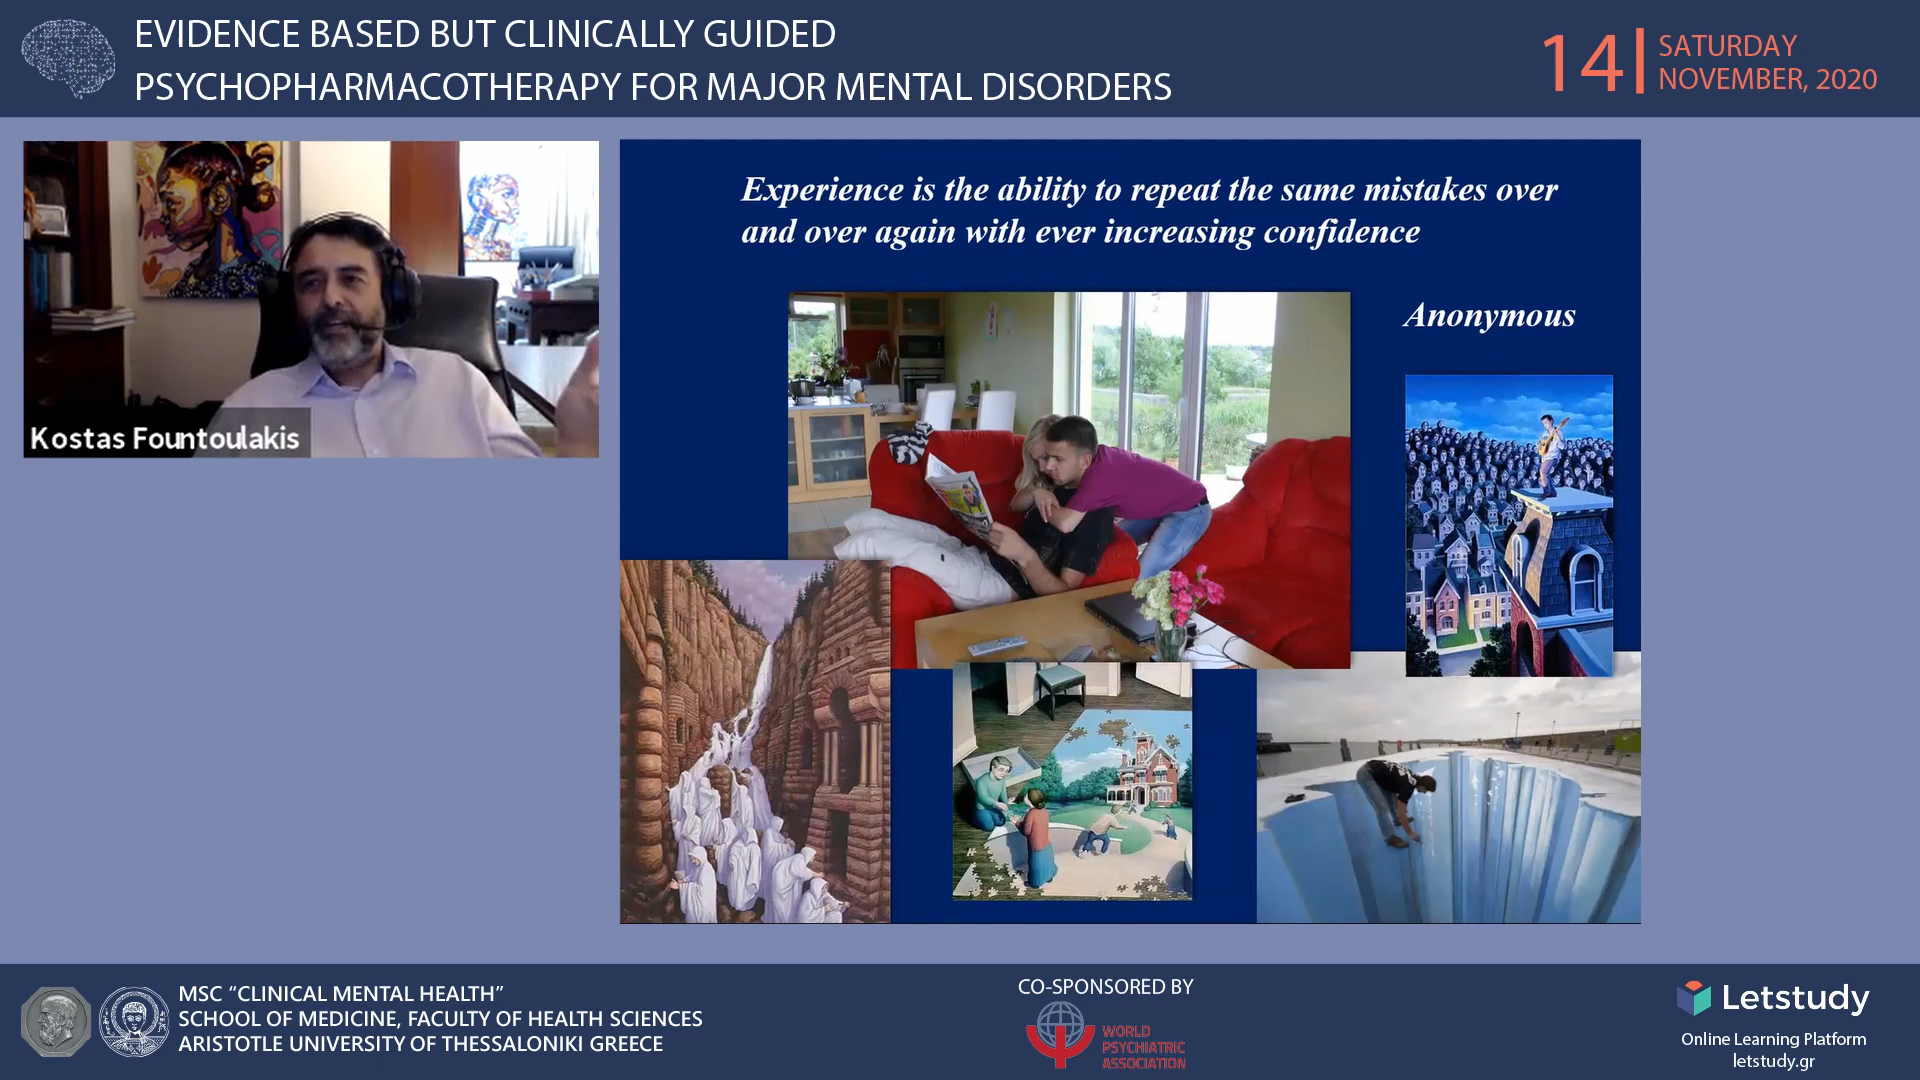 EVIDENCE BASED BUT CLINICALLY GUIDED
PSYCHOPHARMACOTHERAPY FOR MAJOR MENTAL DISORDERS
14
SATURDAY
NOVEMBER, 2020
Kostas Fountoulakis
Experience is the ability to repeat the same mistakes over
and over again with ever increasing confidence
Anonymous
MSC “CLINICAL MENTAL HEALTH”
SCHOOL OF MEDICINE, FACULTY OF HEALTH SCIENCES
ARISTOTLE UNIVERSITY OF THESSALONIKI GREECE
CO-SPONSORED BY
WORLD
PSYCHIATRIC
ASSOCIATION
Letstudy
Online Learning Platform
letstudy.gr